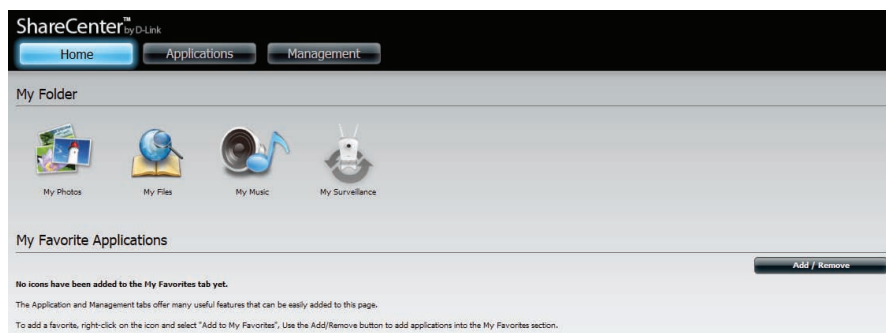 ShareCenter™ by D-Link
Home Applications Management
My Folder
My Photos My Files My Music My Surveillance
My Favorite Applications
Add / Remove
No icons have been added to the My Favorites tab yet.
The Application and Management tabs offer many useful features that can be easily added to this page.
To add a favorite, right-click on the icon and select "Add to My Favorites", Use the Add/Remove button to add applications into the My Favorites section.